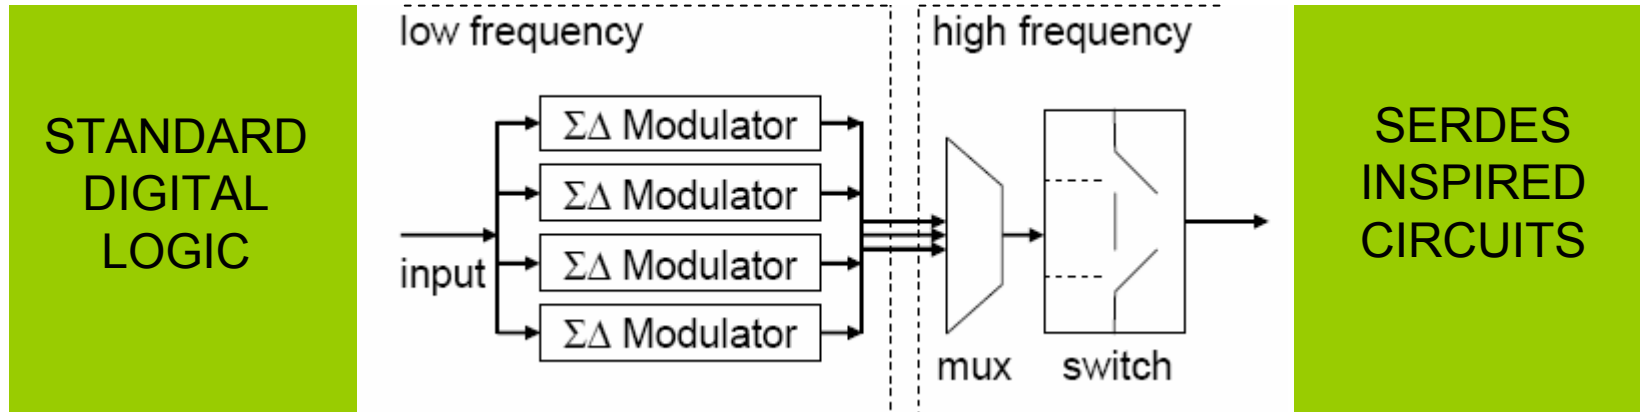 STANDARD
DIGITAL
LOGIC
low frequency
ΣΔ Modulator
ΣΔ Modulator
ΣΔ Modulator
ΣΔ Modulator
input
high frequency
mux
switch
SERDES
INSPIRED
CIRCUITS